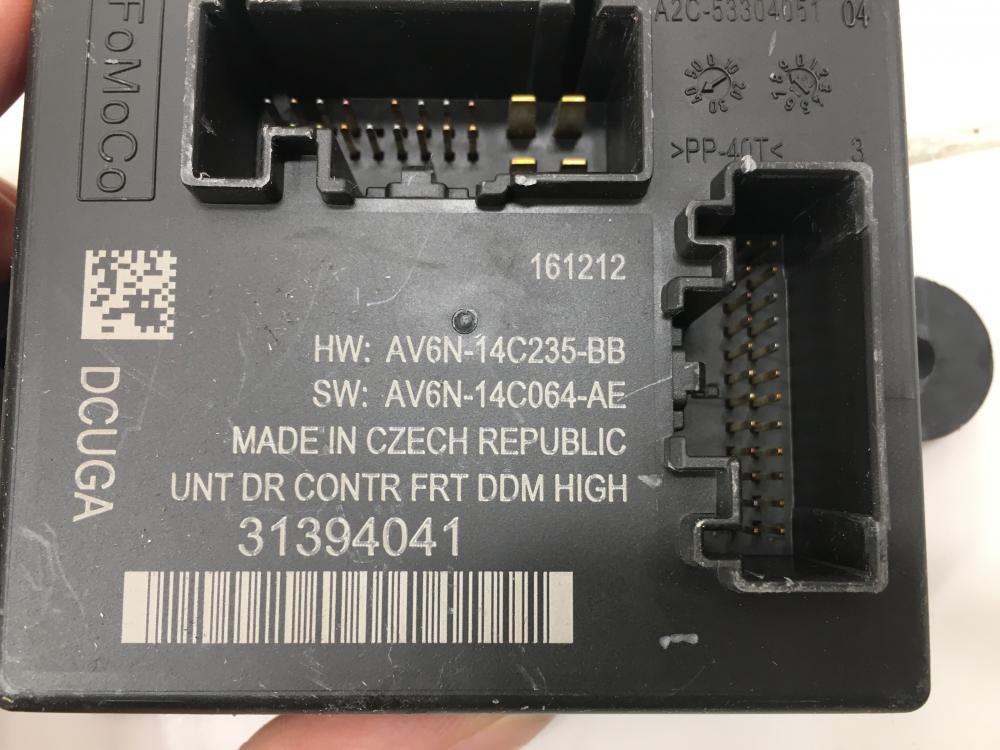 FoMoCo
A2C-53304051 04
>PP-40T< 3
161212
HW: AV6N-14C235-BB
SW: AV6N-14C064-AE
MADE IN CZECH REPUBLIC
UNT DR CONTR FRT DDM HIGH
31394041
DCUGA